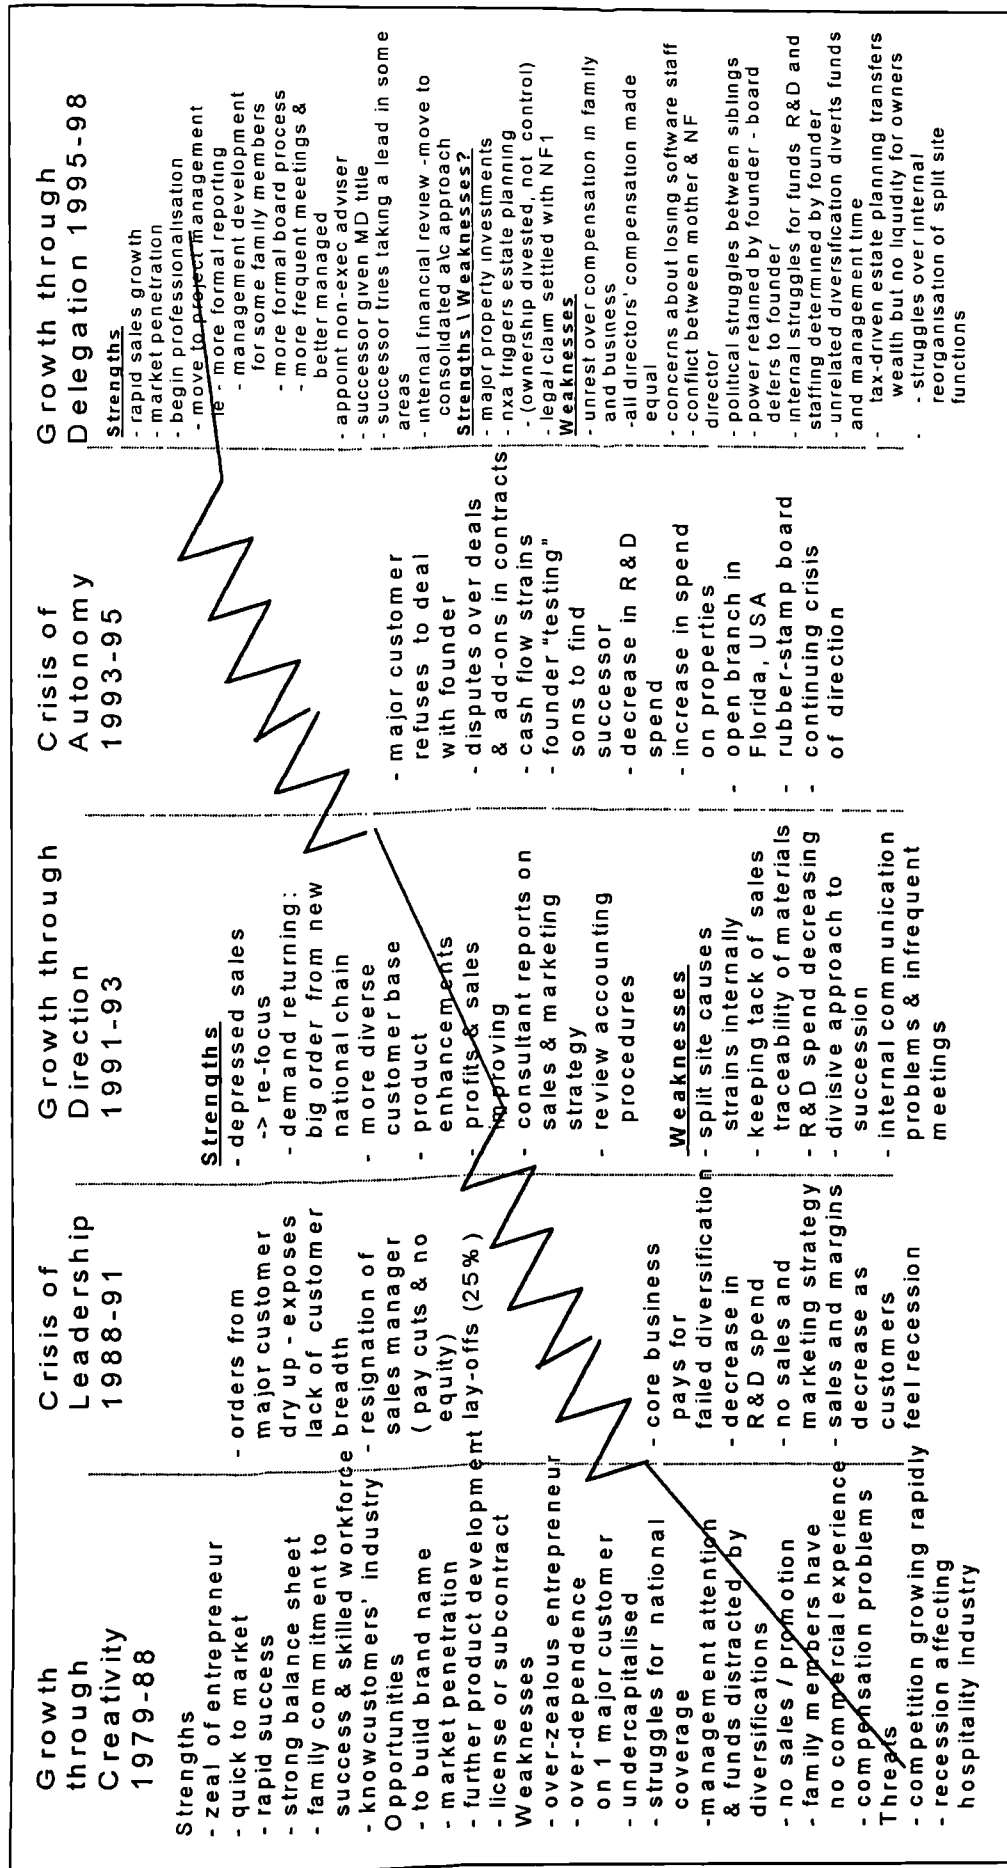 Growth
through
Creativity
1979-88
Strengths
- zeal of entrepreneur
- quick to market
- rapid success
- strong balance sheet
- family commitment to
success & skilled workforce
- know customers' industry
Opportunities
- to build brand name
- market penetration
- further product development
- license or subcontract
Weaknesses
- over-zealous entrepreneur
- over-dependence
on 1 major customer
- undercapitalised
- struggles for national
coverage
- management attention
& funds distracted by
diversifications
- no sales / promotion
- family members have
no commercial experience
- compensation problems
Threats
- competition growing rapidly
- recession affecting
hospitality industry
Crisis of
Leadership
1988-91
- orders from
major customer
dry up - exposes
lack of customer
breadth
- resignation of
sales manager
(pay cuts & no
equity)
lay-offs (25%)
- core business
pays for
failed diversification
- decrease in
R&D spend
- no sales and
marketing strategy
- sales and margins
decrease as
customers
feel recession
Growth through
Direction
1991-93
Strengths
- depressed sales
-> re-focus
- demand returning:
big order from new
national chain
- more diverse
customer base
- product
enhancements
- profits & sales
improving
- consultant reports on
sales & marketing
strategy
- review accounting
procedures
Weaknesses
- split site causes
strains internally
- keeping tack of sales
traceability of materials
- R&D spend decreasing
- divisive approach to
succession
- internal communication
problems & infrequent
meetings
Crisis of
Autonomy
1993-95
- major customer
refuses to deal
with founder
- disputes over deals
& add-ons in contracts
- cash flow strains
- founder "testing"
sons to find
successor
- decrease in R&D
spend
- increase in spend
on properties
- open branch in
Florida, USA
- rubber-stamp board
- continuing crisis
of direction
Growth through
Delegation 1995-98
Strengths
- rapid sales growth
- market penetration
- begin professionalisation
- move to project management
ie - more formal reporting
- management development
for some family members
- more formal board process
- more frequent meetings &
better managed
- appoint non-exec adviser
- successor given MD title
- successor tries taking a lead in some
areas
- internal financial review -move to
consolidated a\c approach
Strengths \ Weaknesses?
- major property investments
- nxa triggers estate planning
- (ownership divested, not control)
- legal claim settled with NF1
Weaknesses
- unrest over compensation in family
and business
-all directors' compensation made
equal
- concerns about losing software staff
- conflict between mother & NF
director
- political struggles between siblings
- power retained by founder - board
defers to founder
- internal struggles for funds R&D and
staffing determined by founder
- unrelated diversification diverts funds
and management time
- tax-driven estate planning transfers
wealth but no liquidity for owners
- struggles over internal
reorganisation of split site
functions